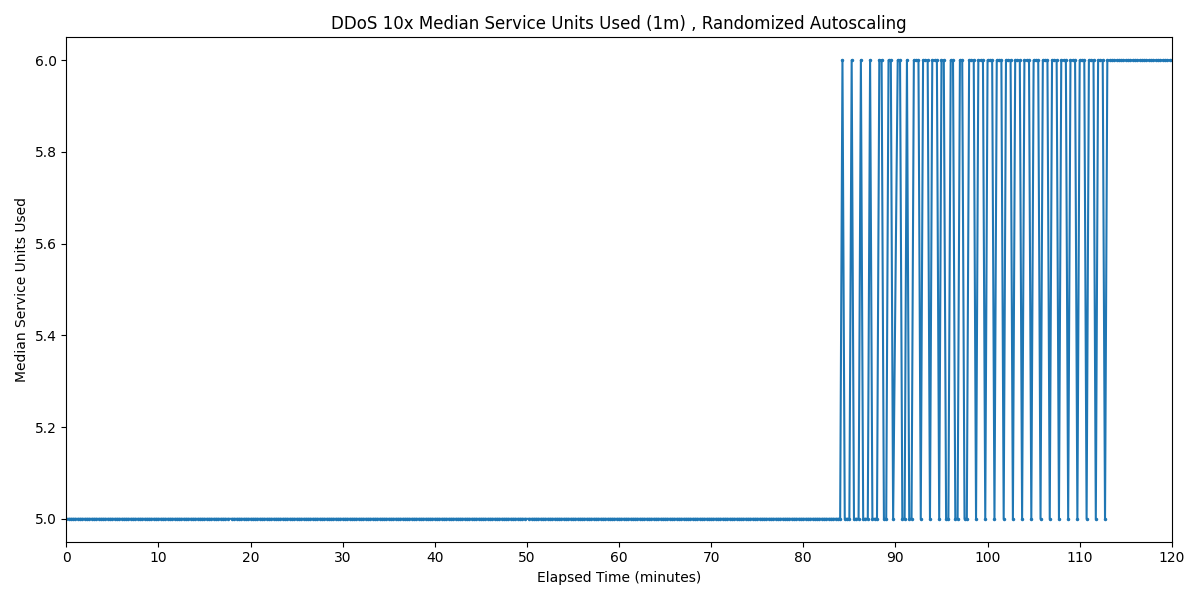 DDoS 10x Median Service Units Used (1m) , Randomized Autoscaling
6.0
5.8
5.6
5.4
5.2
5.0
Median Service Units Used
0 10 20 30 40 50 60 70 80 90 100 110 120
Elapsed Time (minutes)